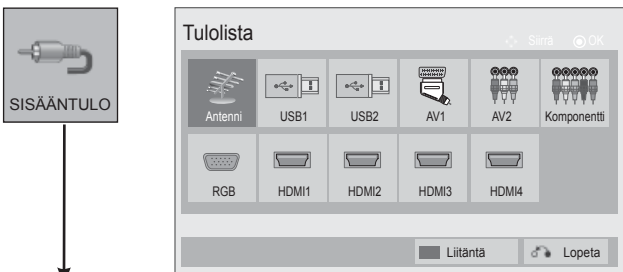 Tulolista
Siirrä OK
SISÄÄNTULO
Antenni USB1 USB2 AV1 AV2 Komponentti
RGB HDMI1 HDMI2 HDMI3 HDMI4
Liitäntä Lopeta